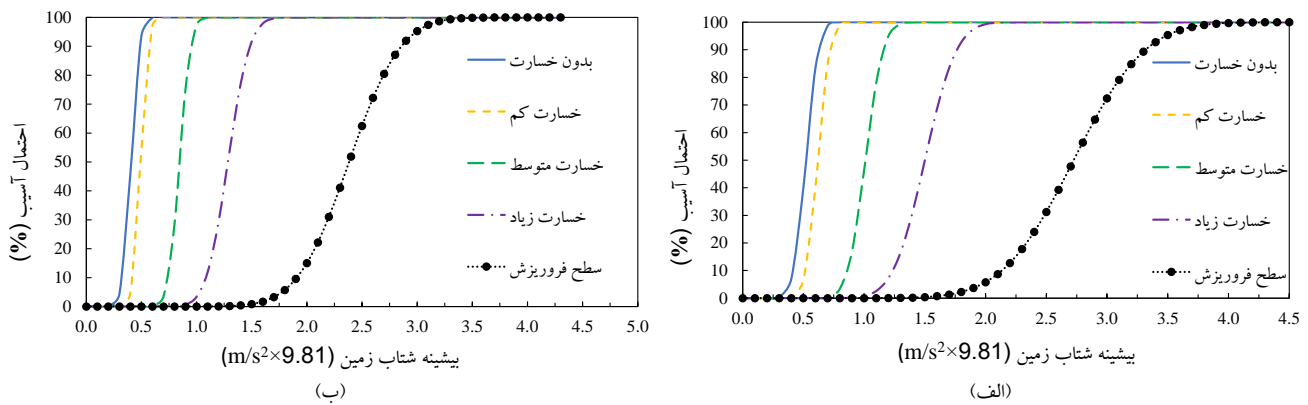 احتمال آسیب (%)
100
90
80
70
60
50
40
30
20
10
0
بدون خسارت
خسارت کم
خسارت متوسط
خسارت زیاد
سطح فروریزش
0.0 0.5 1.0 1.5 2.0 2.5 3.0 3.5 4.0 4.5
بیشینه شتاب زمین (m/s²×9.81)
(الف)
احتمال آسیب (%)
100
90
80
70
60
50
40
30
20
10
0
بدون خسارت
خسارت کم
خسارت متوسط
خسارت زیاد
سطح فروریزش
0.0 0.5 1.0 1.5 2.0 2.5 3.0 3.5 4.0 4.5 5.0
بیشینه شتاب زمین (m/s²×9.81)
(ب)